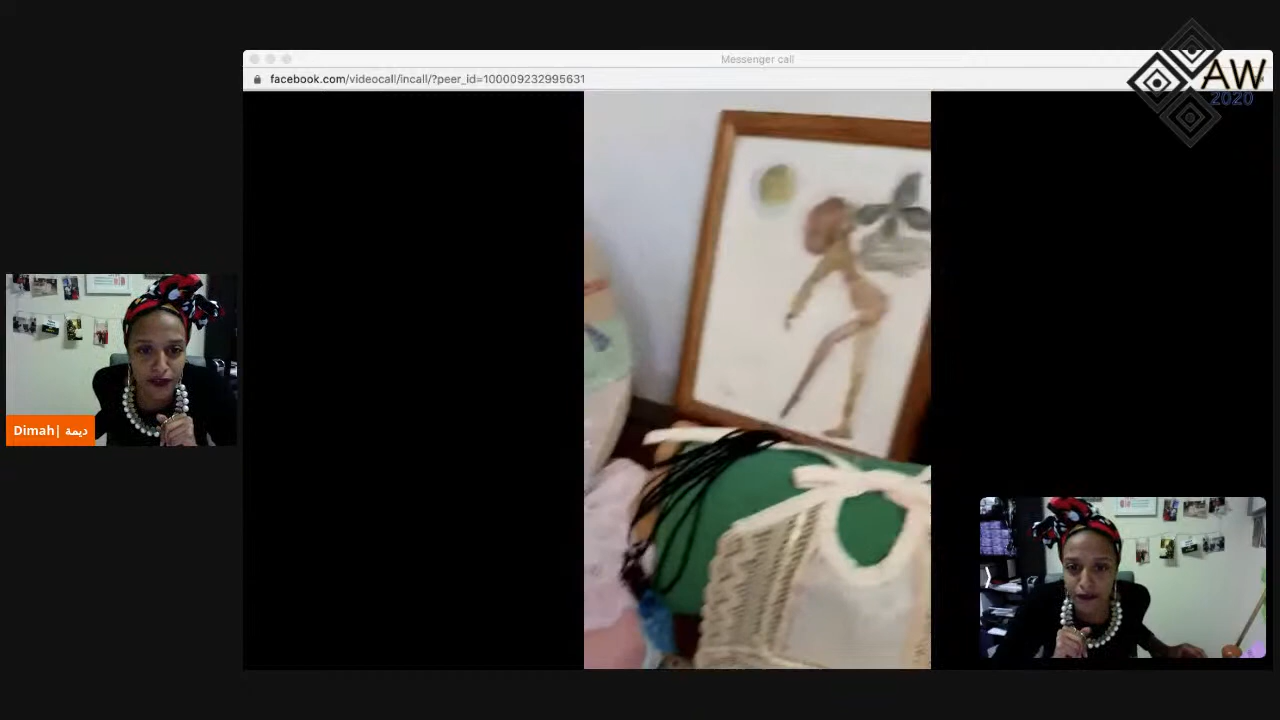 Messenger call
facebook.com/videocall/incall/?peer_id=100009232995631
AW
2020
Dimah| ديمة